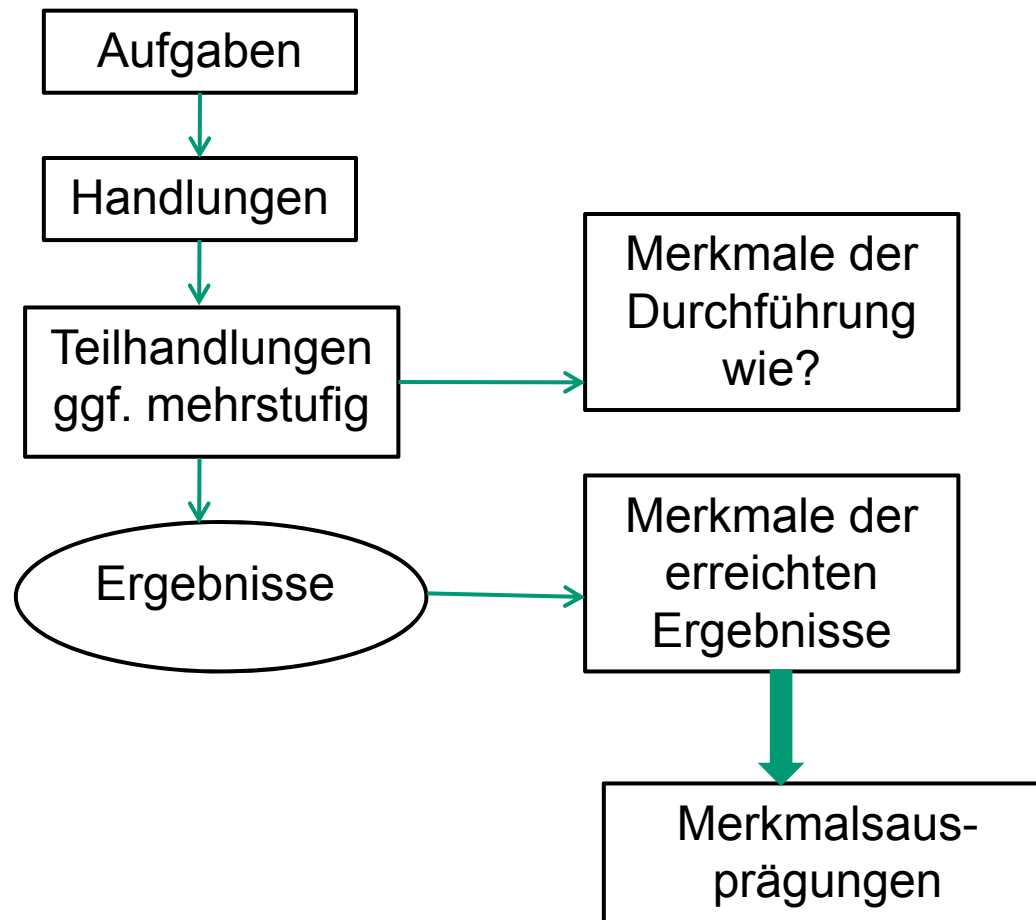 Aufgaben
Handlungen
Teilhandlungen
ggf. mehrstufig
Merkmale der
Durchführung
wie?
Ergebnisse
Merkmale der
erreichten
Ergebnisse
Merkmalsaus-
prägungen